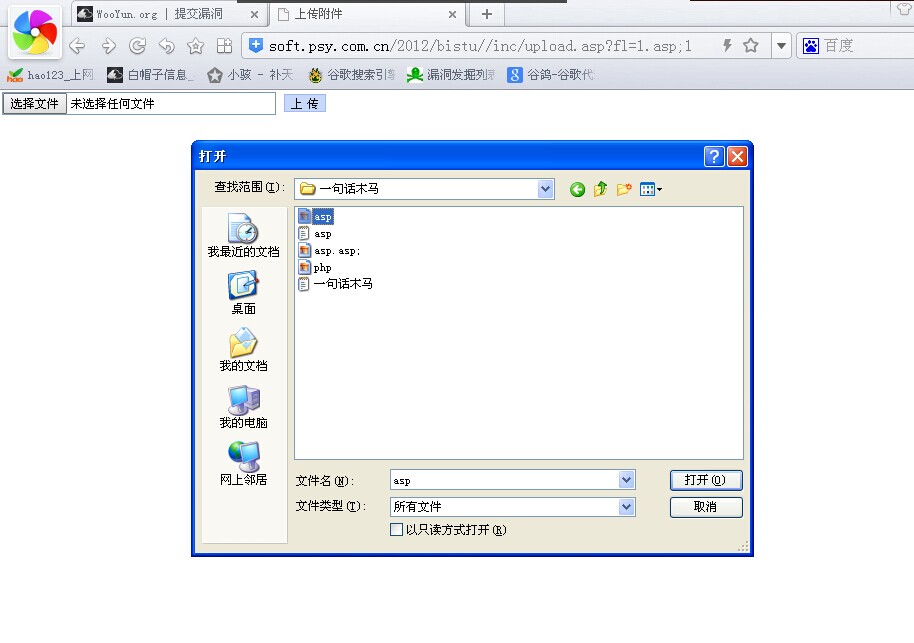 WooYun.org | 提交漏洞
上传附件
soft.psy.com.cn/2012/bistu//inc/upload.asp?fl=1.asp;1
百度
hao123_上网
白帽子信息_
小骇 - 补天
谷歌搜索引擎
漏洞发掘列表
谷鸽-谷歌代
选择文件 未选择任何文件 上 传
打开
查找范围(I): 一句话木马
asp
asp
asp.asp;
php
一句话木马
我最近的文档
桌面
我的文档
我的电脑
网上邻居
文件名(N): asp 打开(O)
文件类型(T): 所有文件 取消
以只读方式打开(R)